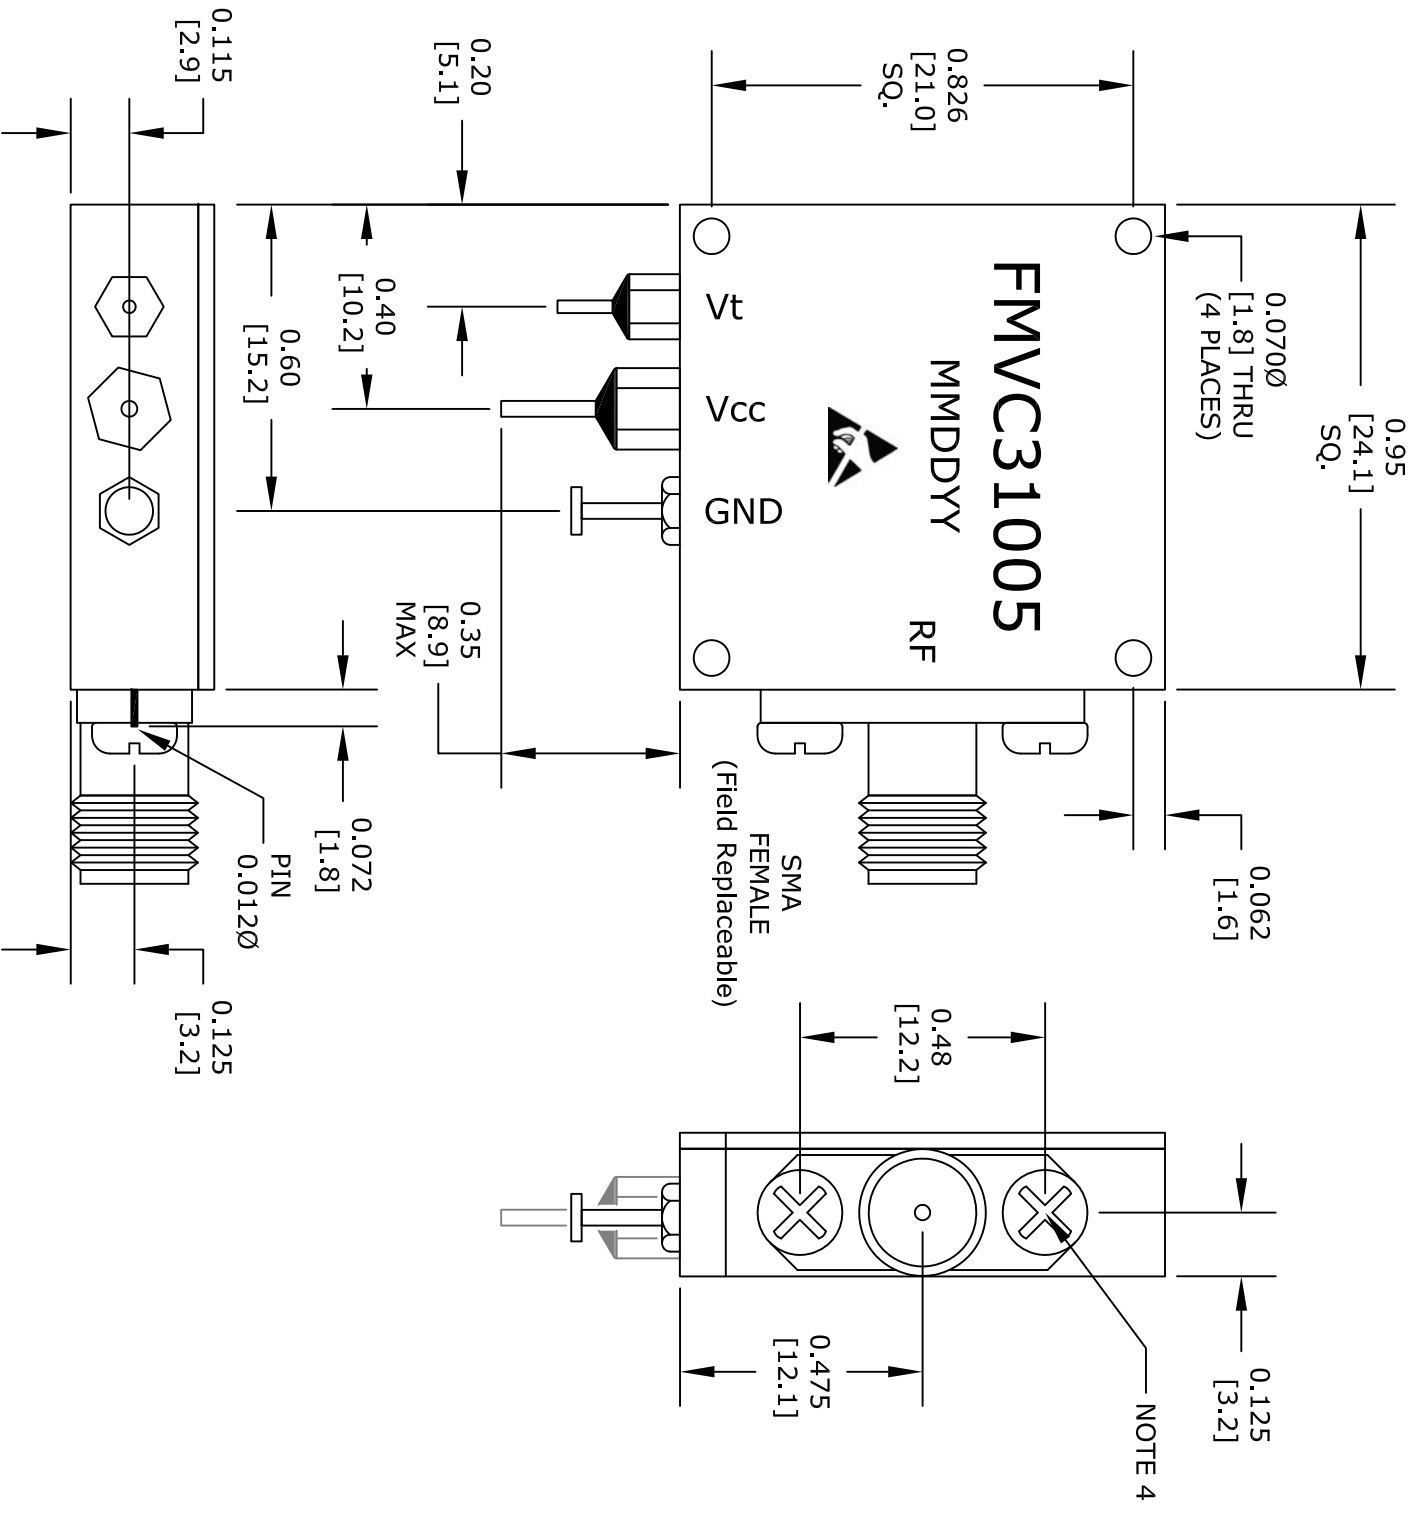 0.95
[24.1]
SQ.
0.070Ø
[1.8] THRU
(4 PLACES)
0.062
[1.6]
0.125
[3.2]
NOTE 4
0.826
[21.0]
SQ.
FMVC31005
MMDDYY
RF
Vt
Vcc
GND
SMA
FEMALE
(Field Replaceable)
0.48
[12.2]
0.475
[12.1]
0.20
[5.1]
0.40
[10.2]
0.60
[15.2]
0.35
[8.9]
MAX
0.072
[1.8]
PIN
0.012Ø
0.115
[2.9]
0.125
[3.2]